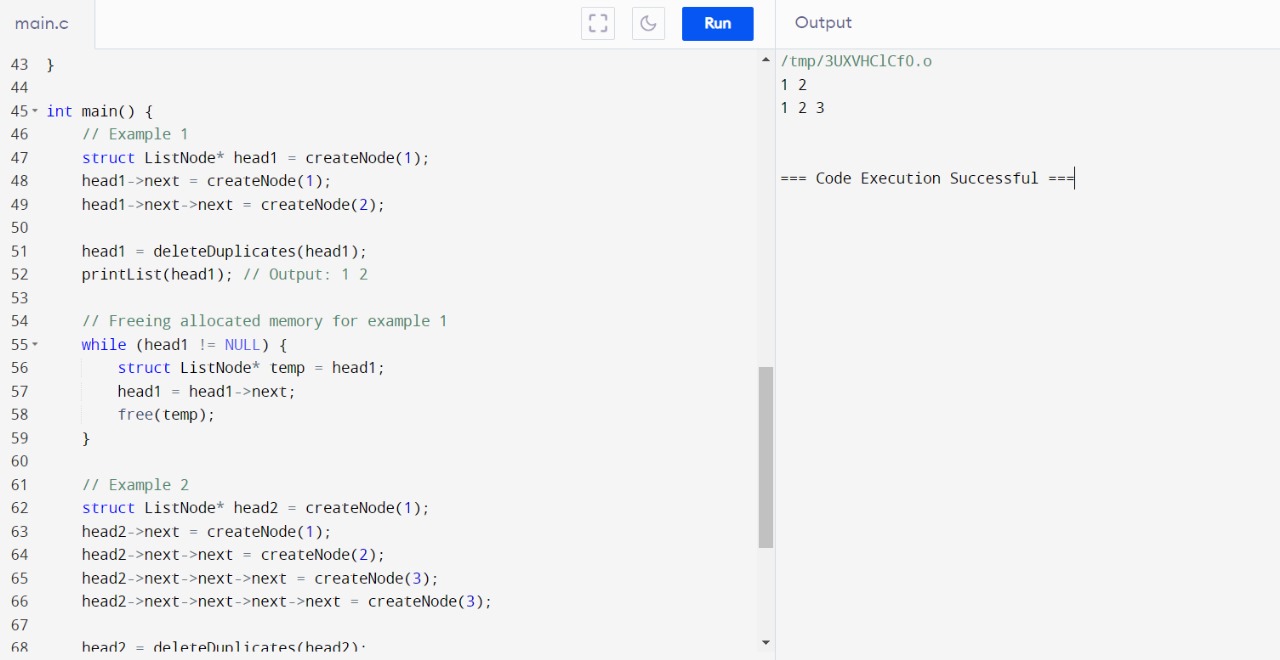 main.c
Run
Output
43 }
44
45 int main() {
46     // Example 1
47     struct ListNode* head1 = createNode(1);
48     head1->next = createNode(1);
49     head1->next->next = createNode(2);
50
51     head1 = deleteDuplicates(head1);
52     printList(head1); // Output: 1 2
53
54     // Freeing allocated memory for example 1
55     while (head1 != NULL) {
56         struct ListNode* temp = head1;
57         head1 = head1->next;
58         free(temp);
59     }
60
61     // Example 2
62     struct ListNode* head2 = createNode(1);
63     head2->next = createNode(1);
64     head2->next->next = createNode(2);
65     head2->next->next->next = createNode(3);
66     head2->next->next->next->next = createNode(3);
67
68     head2 = deleteDuplicates(head2);
/tmp/3UXVHClCfO.o
1 2
1 2 3
=== Code Execution Successful ===